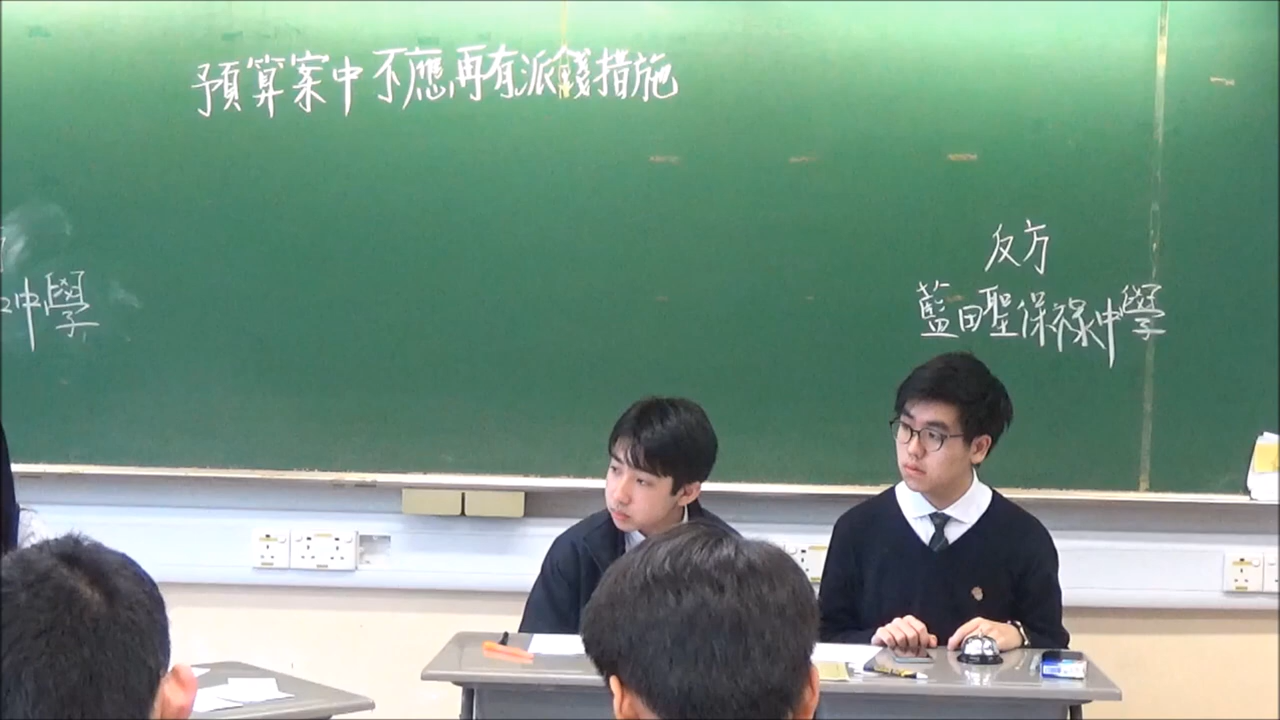 預算案中不應再有派錢措施
反方
中學
藍田聖保祿中學